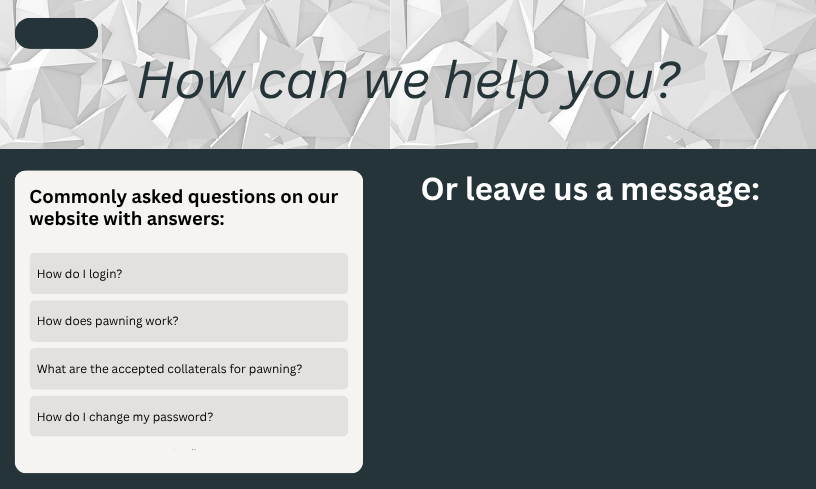 How can we help you?
Commonly asked questions on our
website with answers:
How do I login?
How does pawning work?
What are the accepted collaterals for pawning?
How do I change my password?
Or leave us a message: